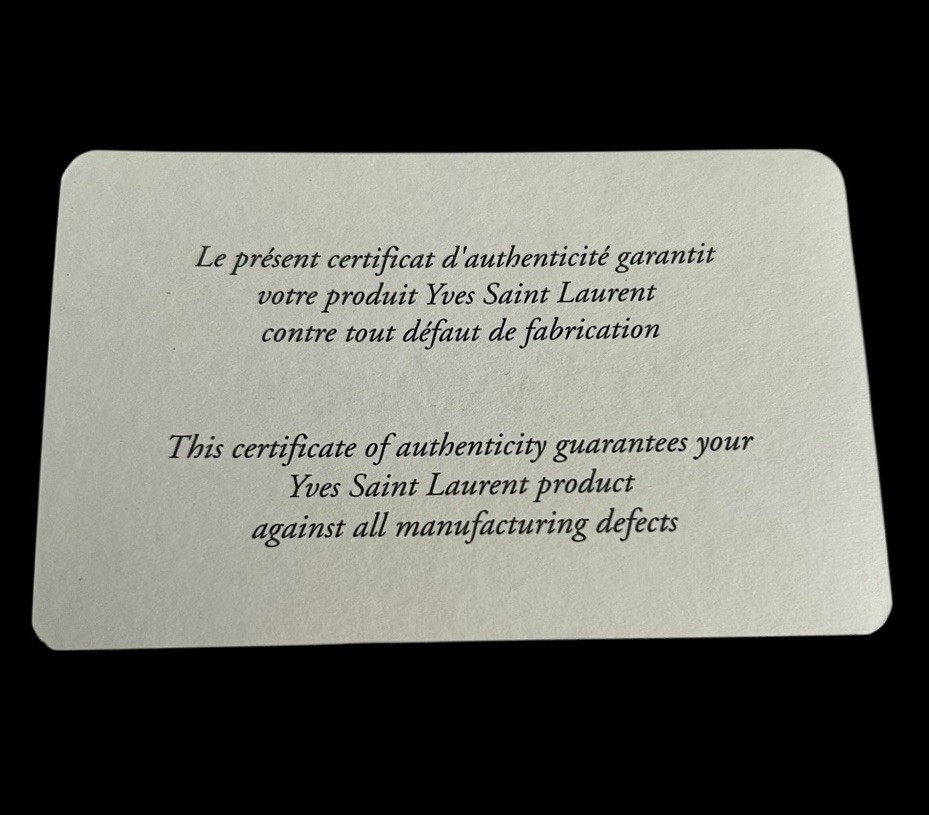 Le présent certificat d'authenticité garantit
votre produit Yves Saint Laurent
contre tout défaut de fabrication
This certificate of authenticity guarantees your
Yves Saint Laurent product
against all manufacturing defects